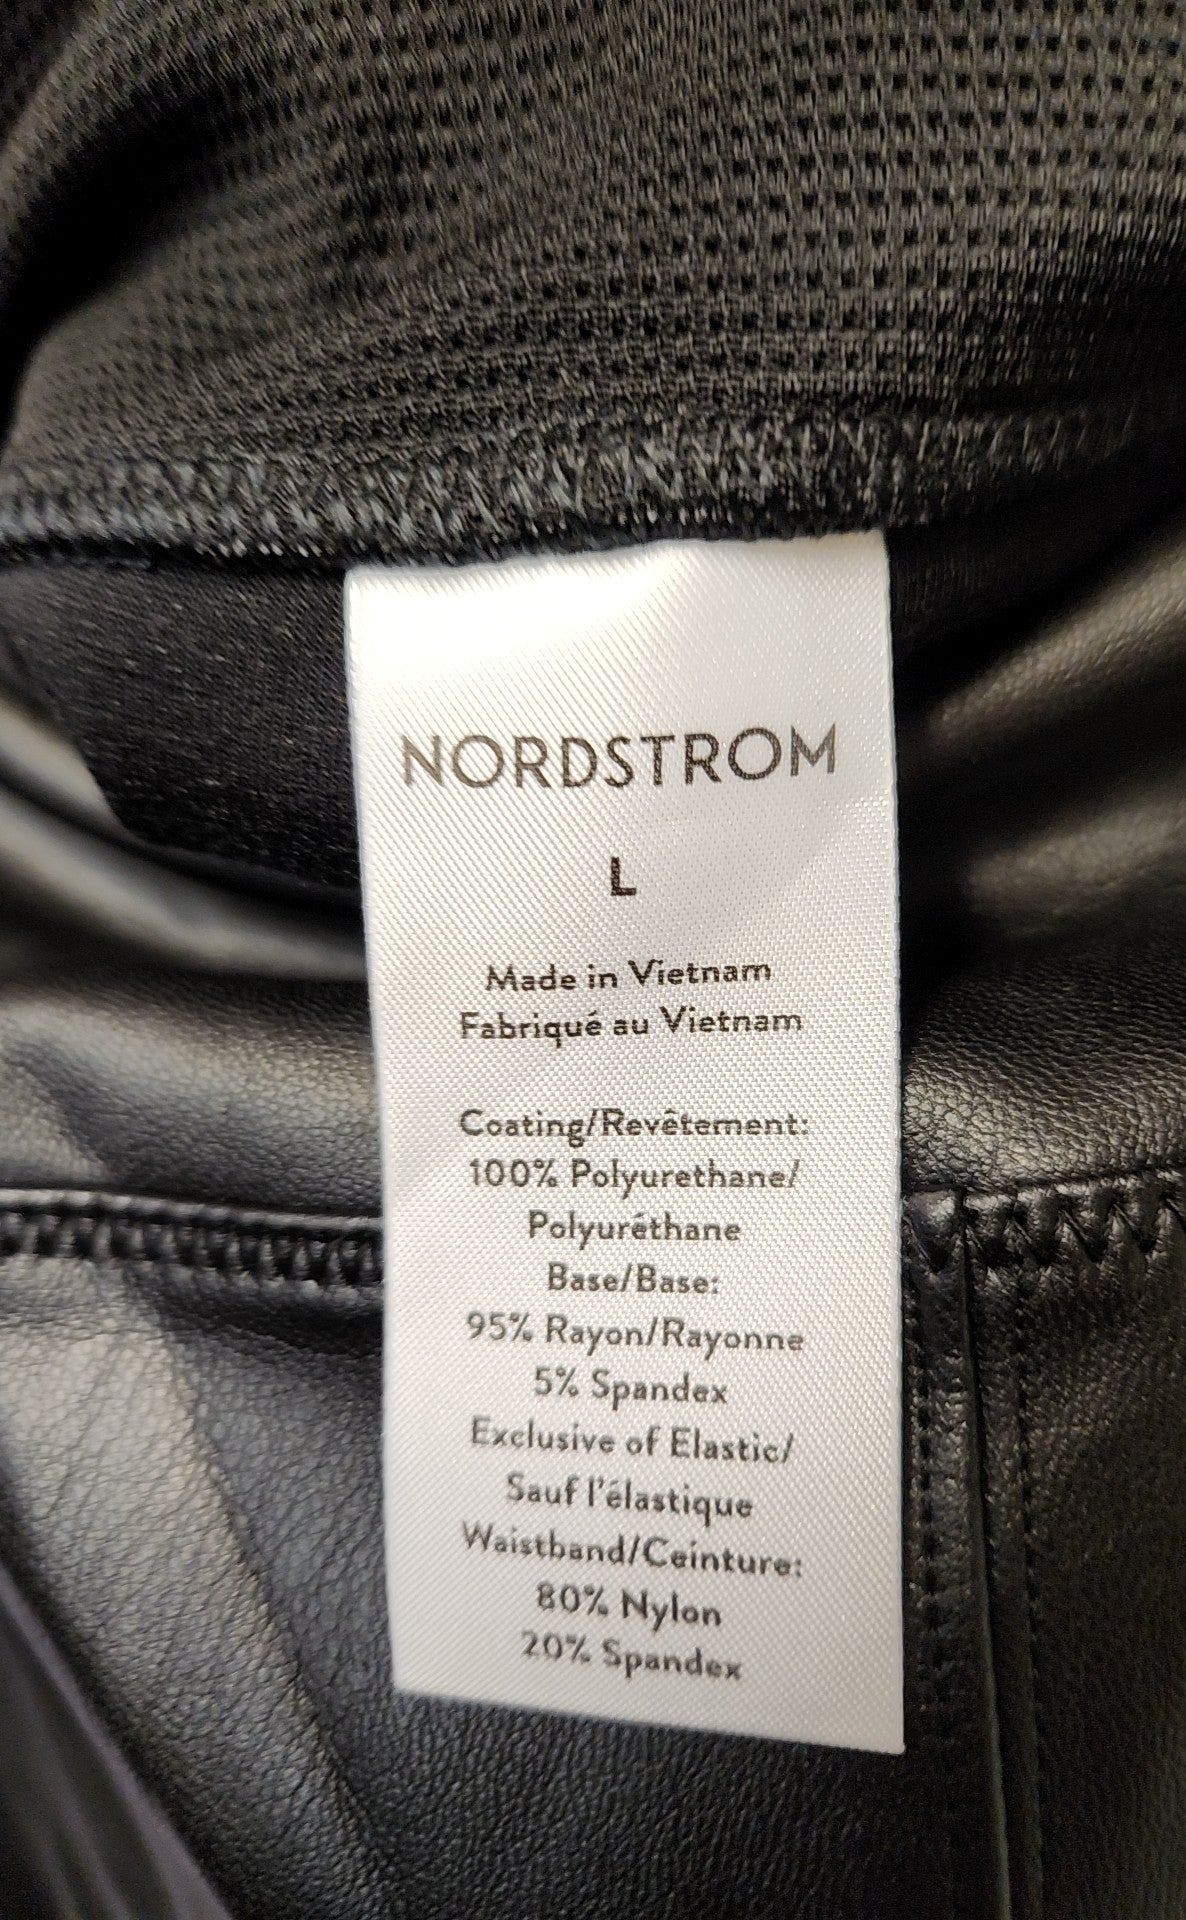 NORDSTROM
L
Made in Vietnam
Fabriqué au Vietnam
Coating/Revêtement:
100% Polyurethane/
Polyuréthane
Base/Base:
95% Rayon/Rayonne
5% Spandex
Exclusive of Elastic/
Sauf l'élastique
Waistband/Ceinture:
80% Nylon
20% Spandex